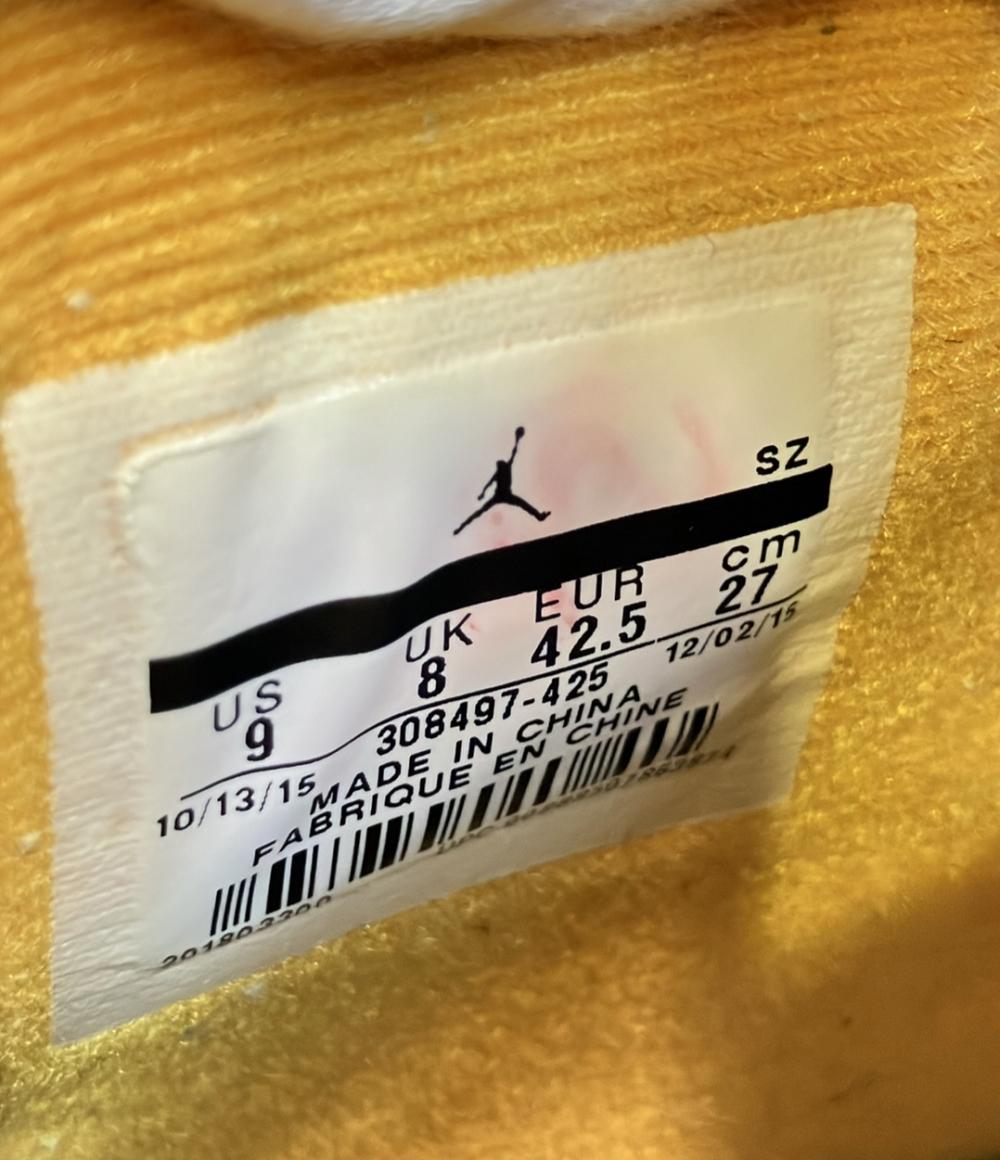 SZ
US UK EUR cm
9 8 42.5 27
10/13/15 308497-425 12/02/15
MADE IN CHINA
FABRIQUE EN CHINE